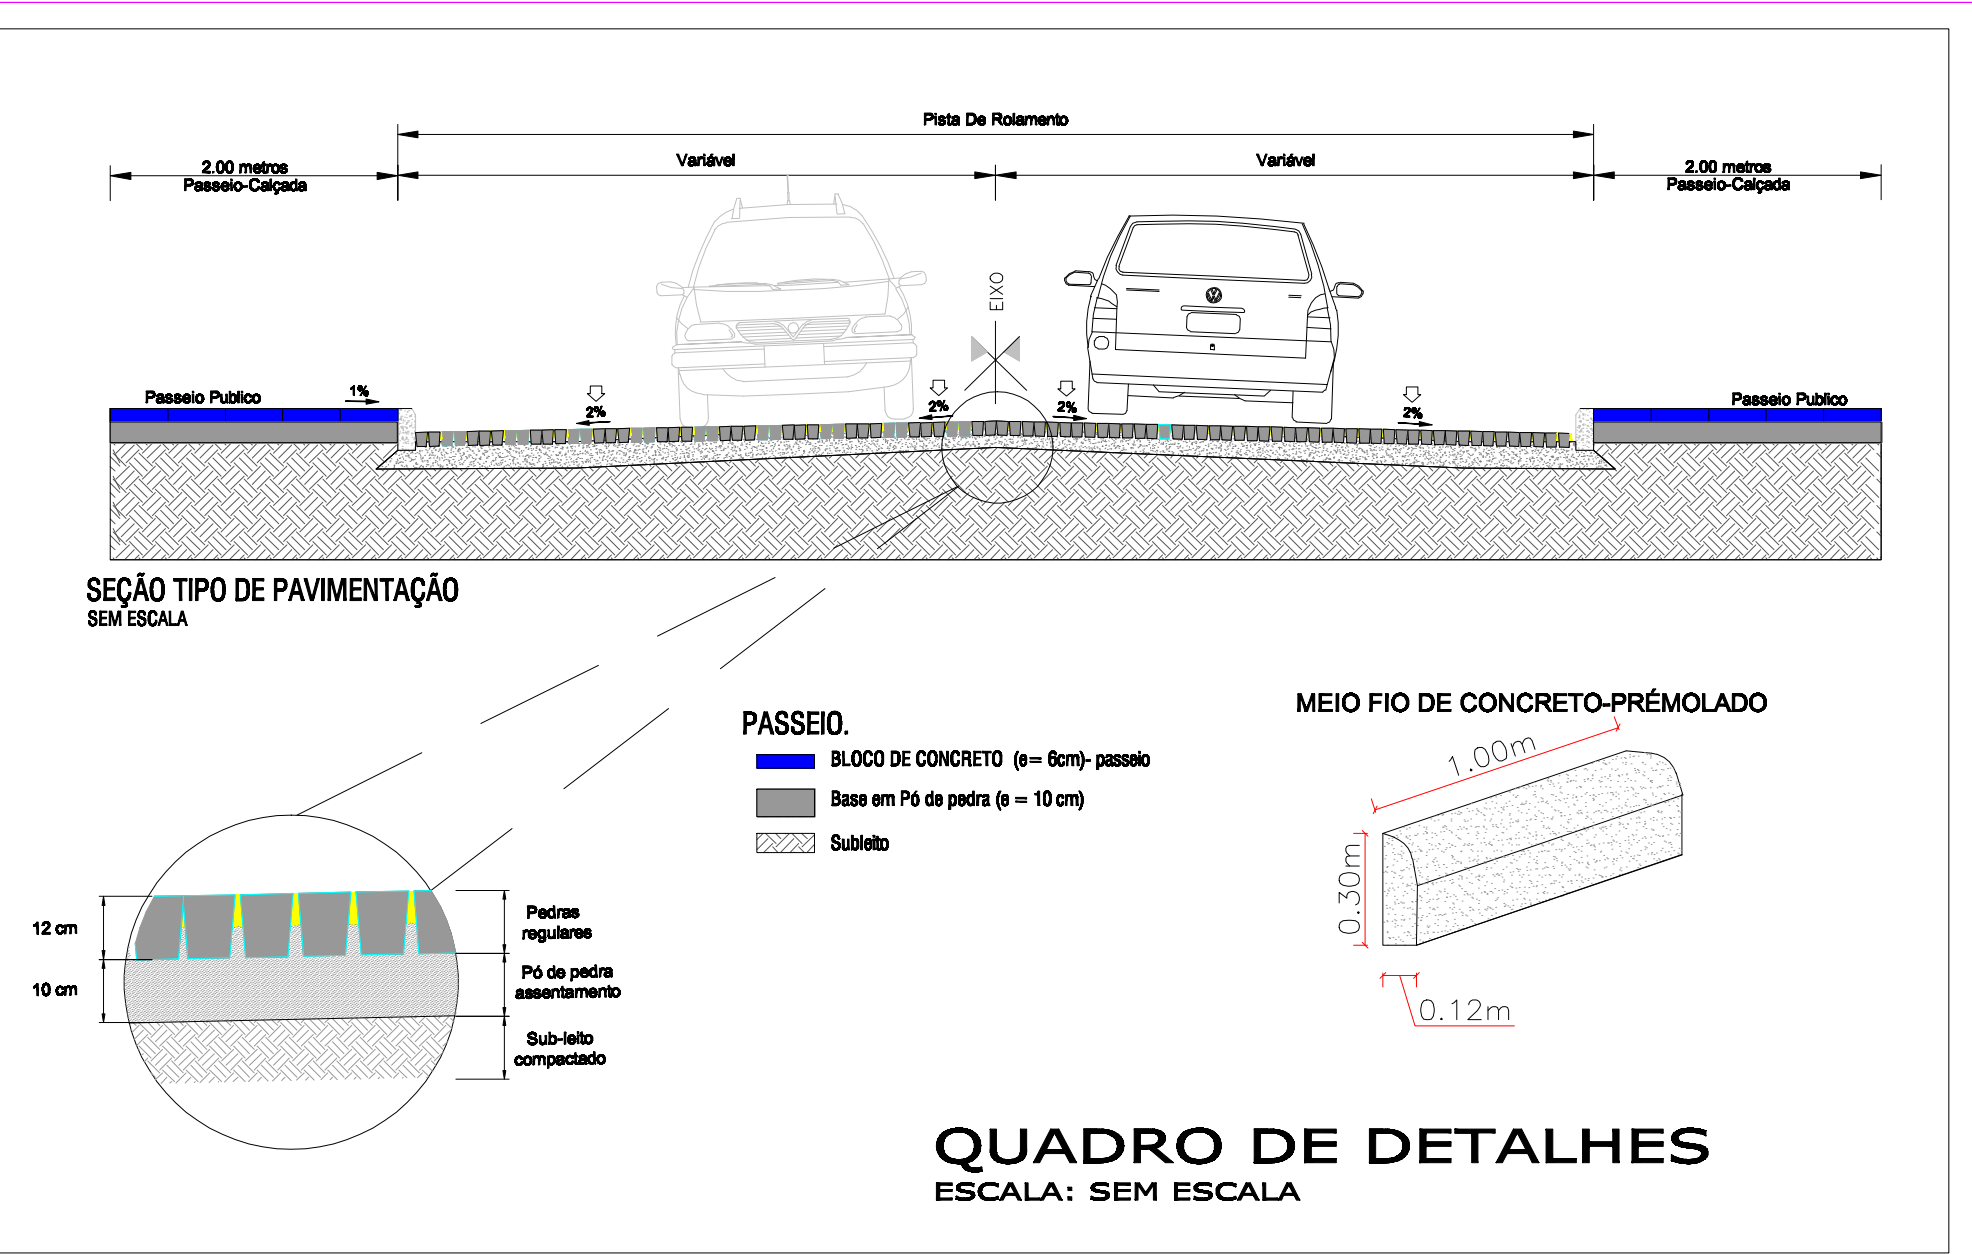 Pista De Rolamento
2.00 metros
Passeio-Calçada
Variável
Variável
2.00 metros
Passeio-Calçada
EIXO
Passeio Publico
1%
2%
2%
2%
2%
Passeio Publico
SEÇÃO TIPO DE PAVIMENTAÇÃO
SEM ESCALA
PASSEIO.
BLOCO DE CONCRETO (e= 6cm)- passeio
Base em Pó de pedra (e = 10 cm)
Subleito
MEIO FIO DE CONCRETO-PRÉMOLADO
1.00m
0.30m
0.12m
12 cm
10 cm
Pedras
regulares
Pó de pedra
assentamento
Sub-leito
compactado
QUADRO DE DETALHES
ESCALA: SEM ESCALA